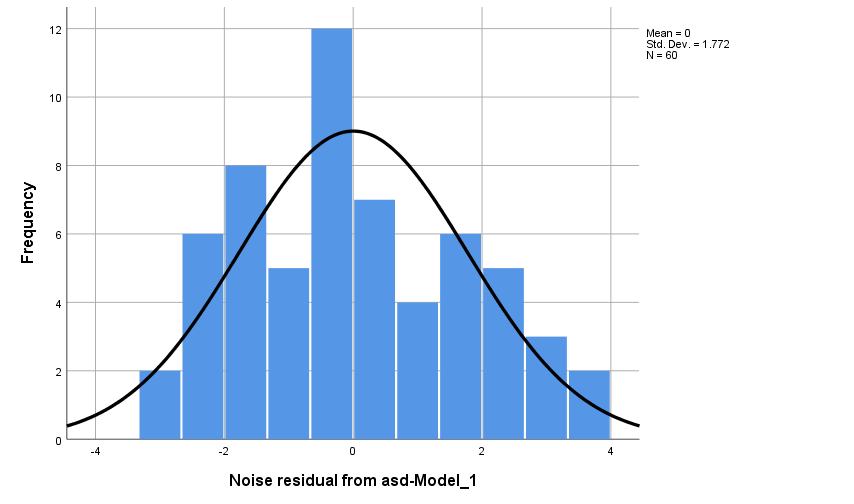 Mean = 0
Std. Dev. = 1.772
N = 60
12
10
8
6
4
2
0
Frequency
-4 -2 0 2 4
Noise residual from asd-Model_1